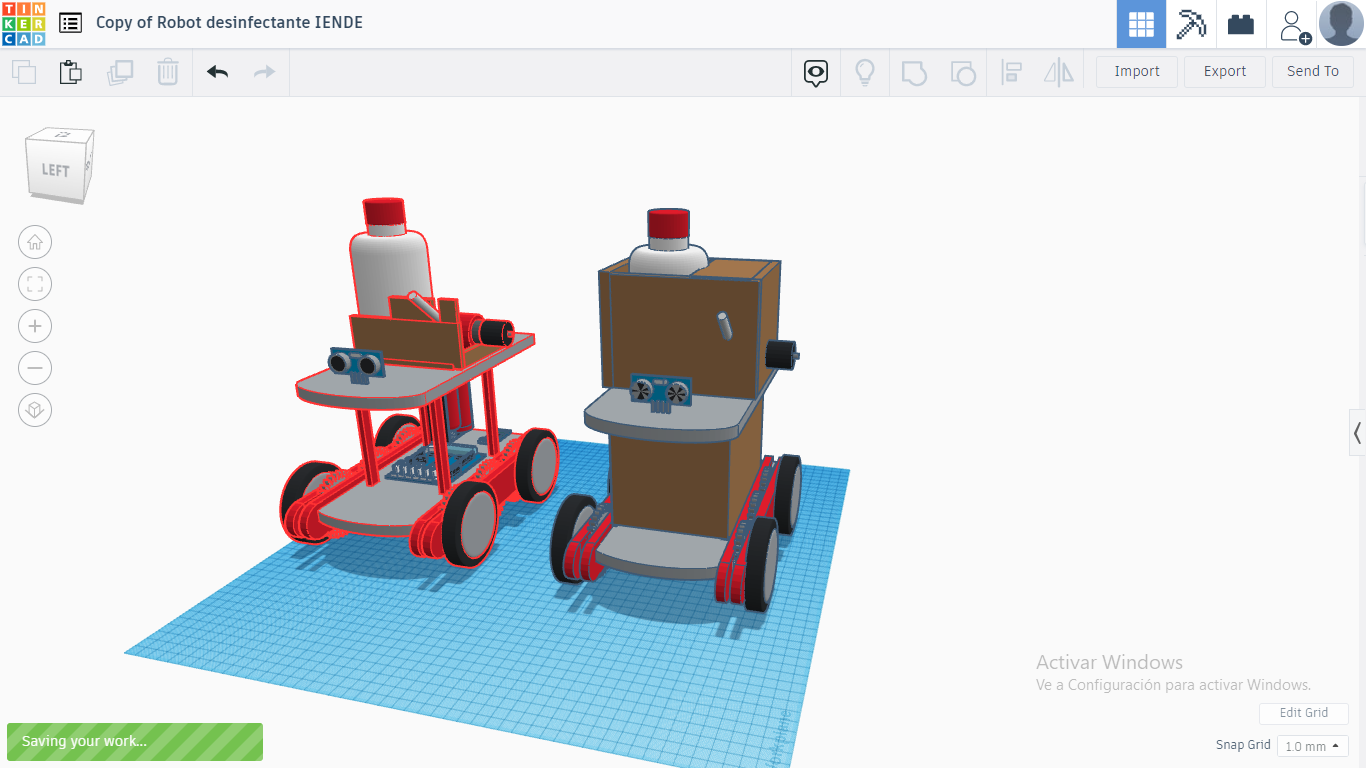 TIN
KER
CAD
Copy of Robot desinfectante IENDE
Import
Export
Send To
LEFT
Activar Windows
Ve a Configuración para activar Windows.
Edit Grid
Saving your work...
Snap Grid
1.0 mm